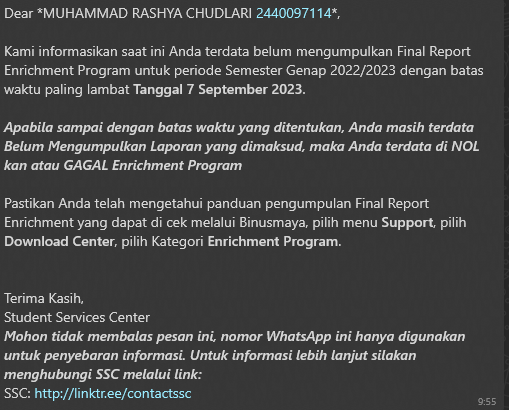 Dear *MUHAMMAD RASHYA CHUDLARI 2440097114*,
Kami informasikan saat ini Anda terdata belum mengumpulkan Final Report
Enrichment Program untuk periode Semester Genap 2022/2023 dengan batas
waktu paling lambat Tanggal 7 September 2023.
Apabila sampai dengan batas waktu yang ditentukan, Anda masih terdata
Belum Mengumpulkan Laporan yang dimaksud, maka Anda terdata di NOL
kan atau GAGAL Enrichment Program
Pastikan Anda telah mengetahui panduan pengumpulan Final Report
Enrichment yang dapat di cek melalui Binusmaya, pilih menu Support, pilih
Download Center, pilih Kategori Enrichment Program.
Terima Kasih,
Student Services Center
Mohon tidak membalas pesan ini, nomor WhatsApp ini hanya digunakan
untuk penyebaran informasi. Untuk informasi lebih lanjut silakan
menghubungi SSC melalui link:
SSC: http://linktr.ee/contactssc
9:55